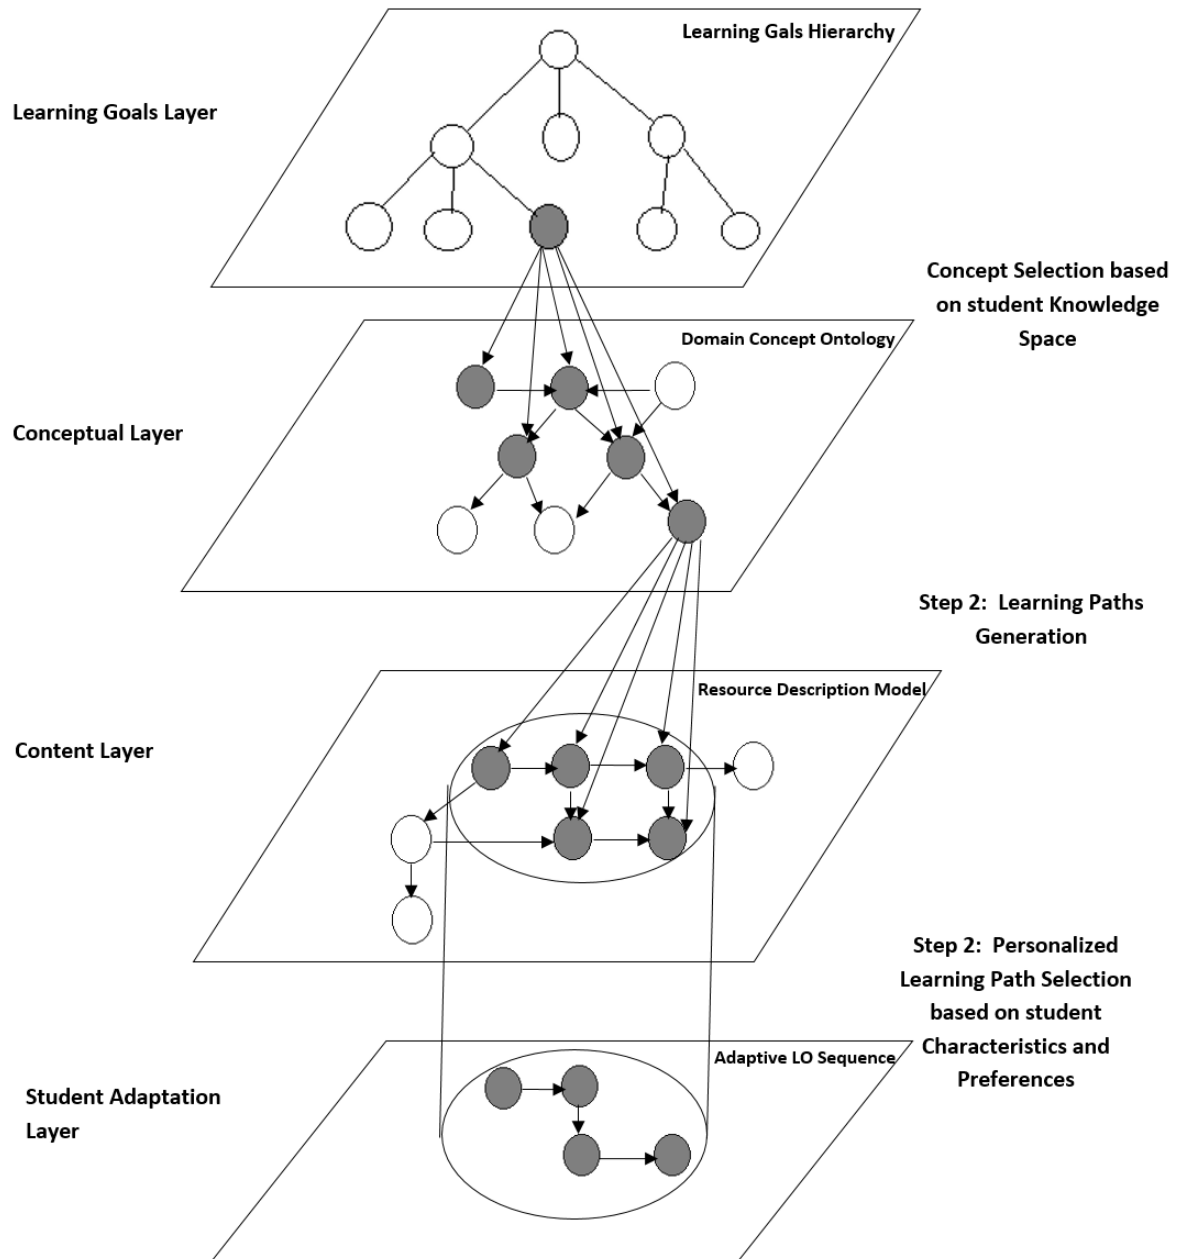 Learning Gals Hierarchy
Learning Goals Layer
Concept Selection based
on student Knowledge
Space
Domain Concept Ontology
Conceptual Layer
Step 2:  Learning Paths
Generation
Resource Description Model
Content Layer
Step 2:  Personalized
Learning Path Selection
based on student
Characteristics and
Preferences
Adaptive LO Sequence
Student Adaptation
Layer